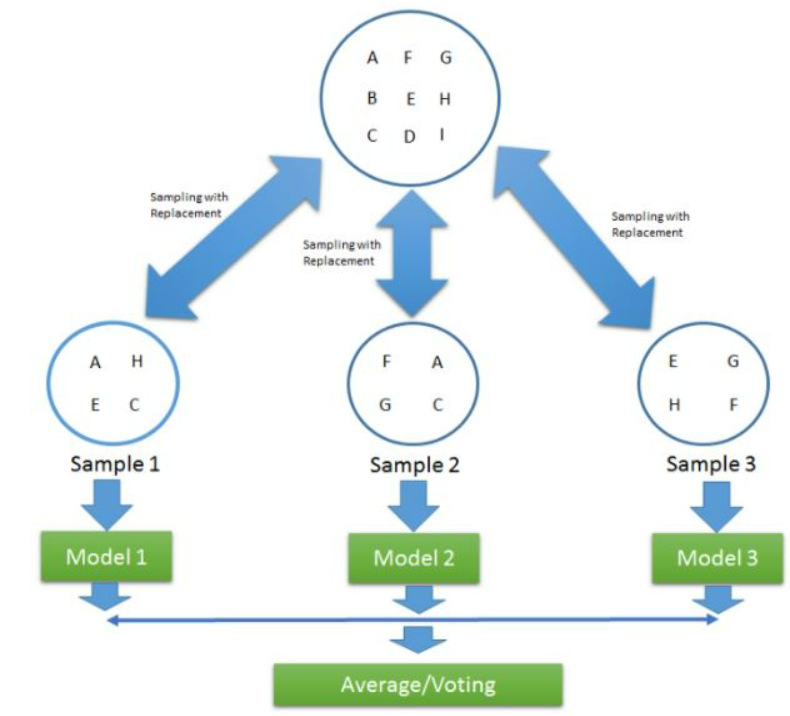 A F G
B E H
C D I
Sampling with
Replacement
Sampling with
Replacement
Sampling with
Replacement
A H
E C
F A
G C
E G
H F
Sample 1
Sample 2
Sample 3
Model 1
Model 2
Model 3
Average/Voting